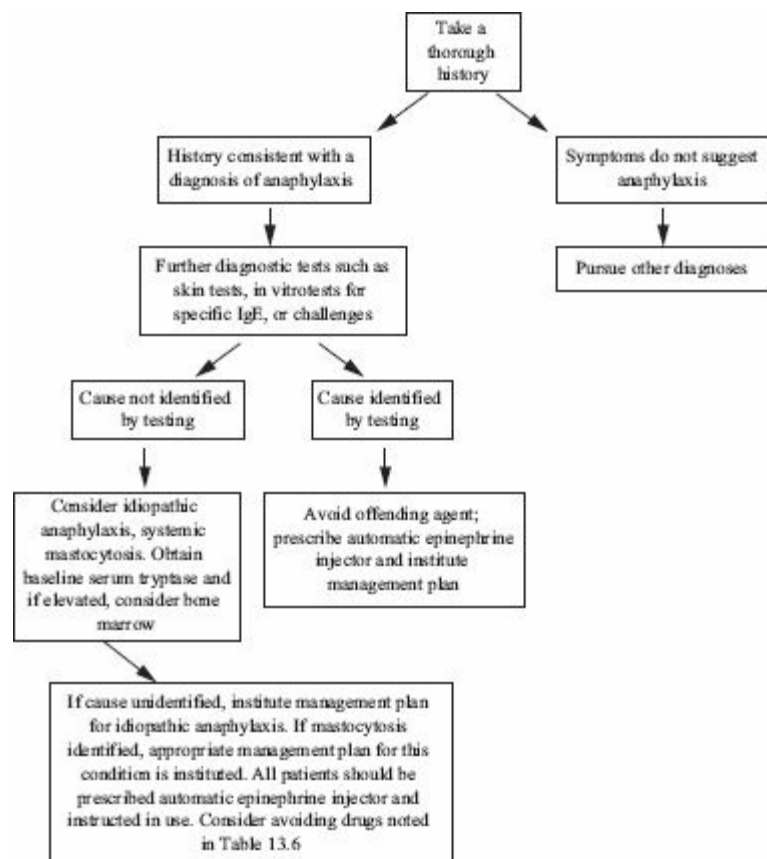 Take a
thorough
history
History consistent with a
diagnosis of anaphylaxis
Symptoms do not suggest
anaphylaxis
Further diagnostic tests such as
skin tests, in vitrotests for
specific IgE, or challenges
Pursue other diagnoses
Cause not identified
by testing
Cause identified
by testing
Consider idiopathic
anaphylaxis, systemic
mastocytosis. Obtain
baseline serum tryptase and
if elevated, consider bone
marrow
Avoid offending agent;
prescribe automatic epinephrine
injector and institute
management plan
If cause unidentified, institute management plan
for idiopathic anaphylaxis. If mastocytosis
identified, appropriate management plan for this
condition is instituted. All patients should be
prescribed automatic epinephrine injector and
instructed in use. Consider avoiding drugs noted
in Table 13.6